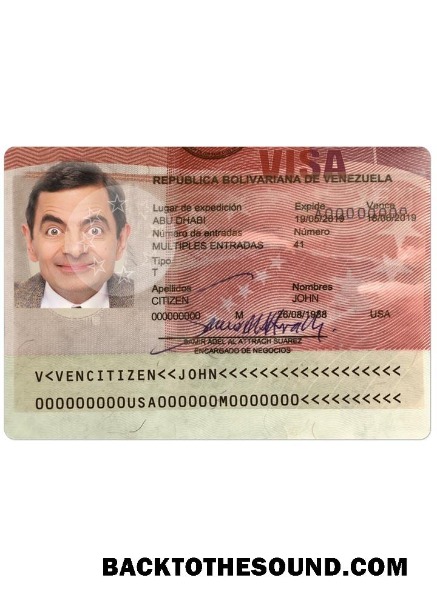 VISA
REPÚBLICA BOLIVARIANA DE VENEZUELA
Lugar de expedición Expide Vence
ABU DHABI 19/05/2019 18/08/2019
000000000
Número de entradas Número
MULTIPLES ENTRADAS 41
Tipo
T
Apellidos Nombres
CITIZEN JOHN
000000000 M 26/08/1988 USA
SAMIR ADEL AL ATTRACH SUAREZ
ENCARGADO DE NEGOCIOS
V<VENCITIZEN<<JOHN<<<<<<<<<<<<<<<<<<<
000000000USA000000M0000000<<<<<<<<<<
BACKTOTHESOUND.COM